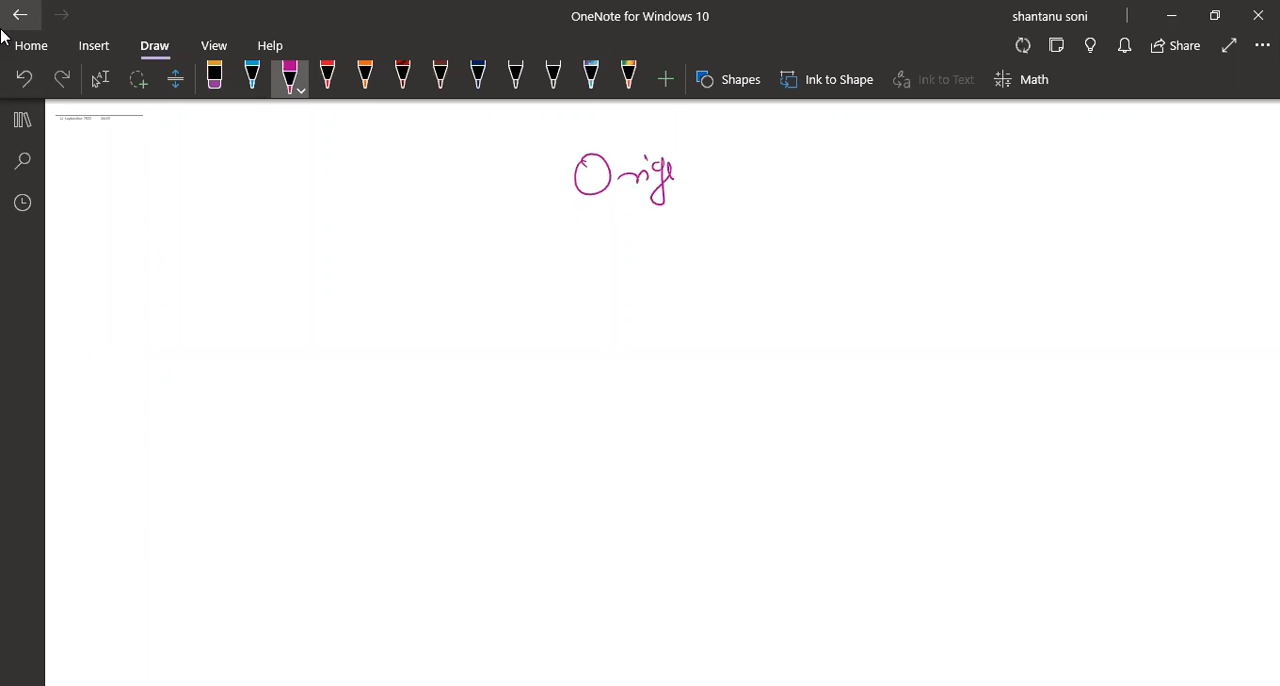 OneNote for Windows 10
shantanu soni
Home Insert Draw View Help
Share
Shapes
Ink to Shape
Ink to Text
Math
Orig